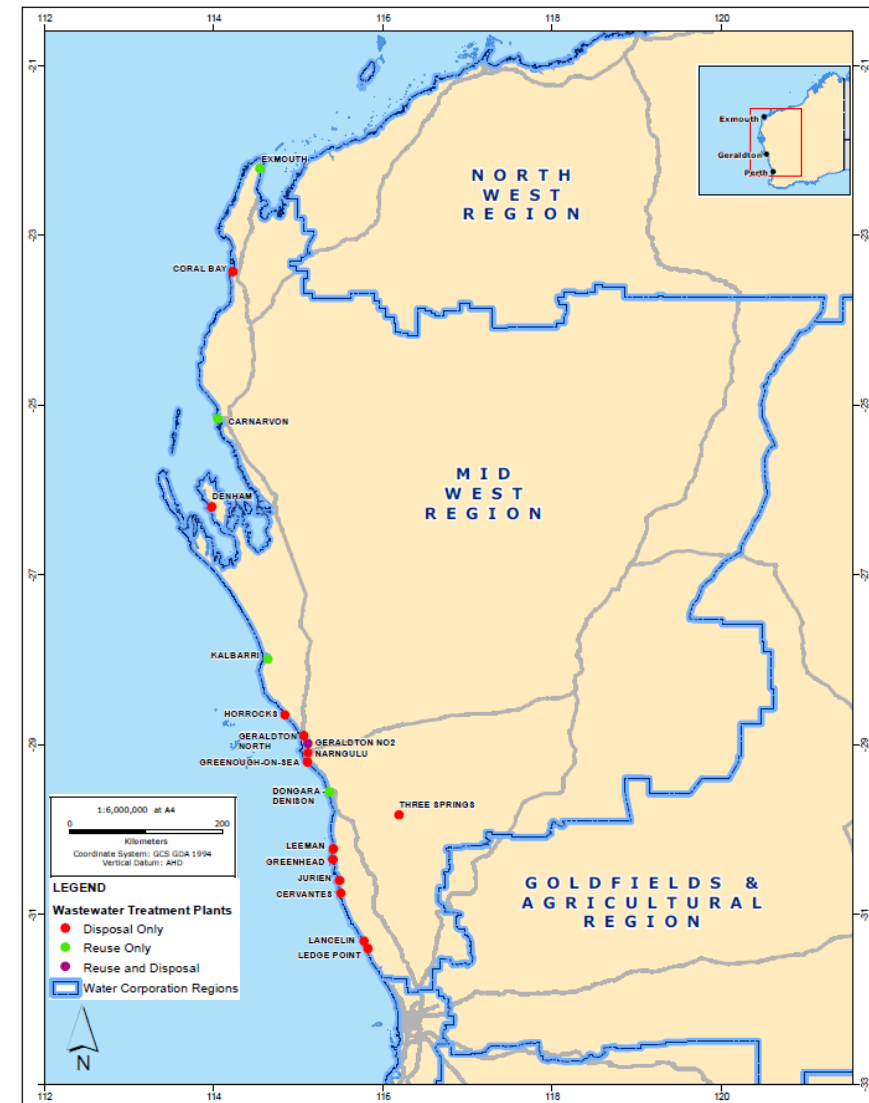 112
114
116
118
120
-21
-21
Exmouth
Geraldton
Perth
EXMOUTH
NORTH
WEST
REGION
-23
-23
CORAL BAY
-25
-25
CARNARVON
MID
WEST
REGION
DENHAM
-27
-27
KALBARRI
HORROCKS
GERALDTON
NORTH
GERALDTON NO2
-29
-29
NARNGULU
GREENOUGH-ON-SEA
DONGARA -
DENISON
THREE SPRINGS
1:6,000,000 at A4
0
200
Kilometers
Coordinate System: GCS GDA 1994
Vertical Datum: AHD
LEEMAN
GREENHEAD
JURIEN
CERVANTES
GOLDFIELDS &
AGRICULTURAL
REGION
LEGEND
Wastewater Treatment Plants
Disposal Only
Reuse Only
Reuse and Disposal
Water Corporation Regions
-31
-31
LANCELIN
LEDGE POINT
N
-33
-33
112
114
116
118
120